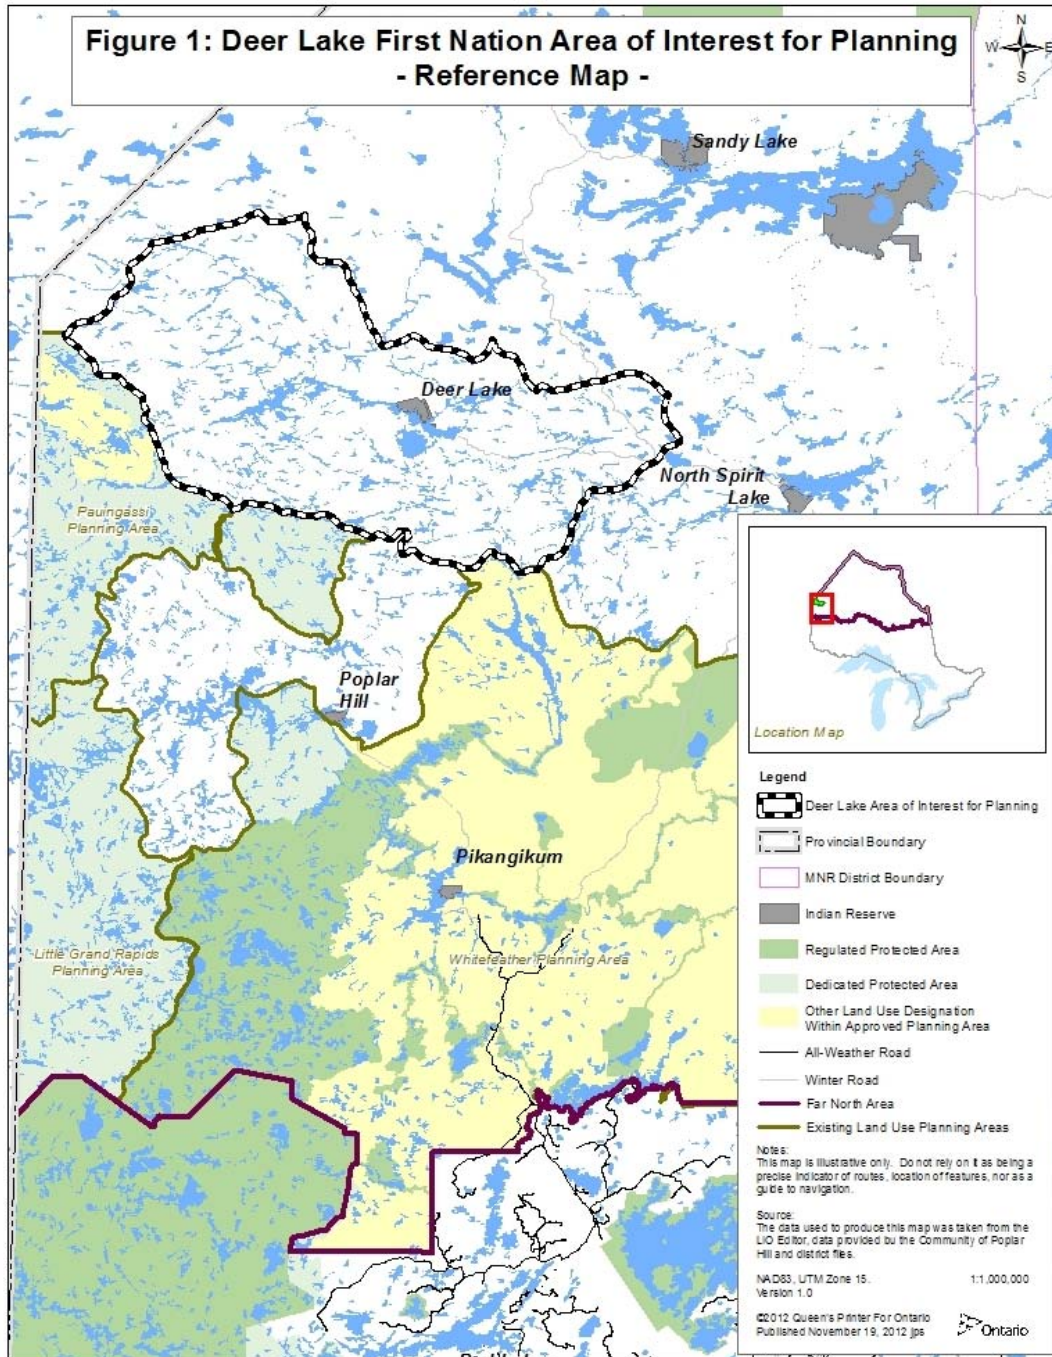 Figure 1: Deer Lake First Nation Area of Interest for Planning
- Reference Map -
N
W
E
S
Sandy Lake
Deer Lake
North Spirit
Lake
Pauingassi
Planning Area
Poplar
Hill
Pikangikum
Little Grand Rapids
Planning Area
Whitefeather Planning Area
Location Map
Legend
Deer Lake Area of Interest for Planning
Provincial Boundary
MNR District Boundary
Indian Reserve
Regulated Protected Area
Dedicated Protected Area
Other Land Use Designation
Within Approved Planning Area
All-Weather Road
Winter Road
Far North Area
Existing Land Use Planning Areas
Notes:
This map is illustrative only. Do not rely on it as being a
precise indicator of routes, location of features, nor as a
guide to navigation.
Source:
The data used to produce this map was taken from the
LIO Editor, data provided by the Community of Poplar
Hill and district files.
NAD83, UTM Zone 15. 1:1,000,000
Version 1.0
©2012 Queen's Printer For Ontario
Published November 19, 2012 jps
Ontario